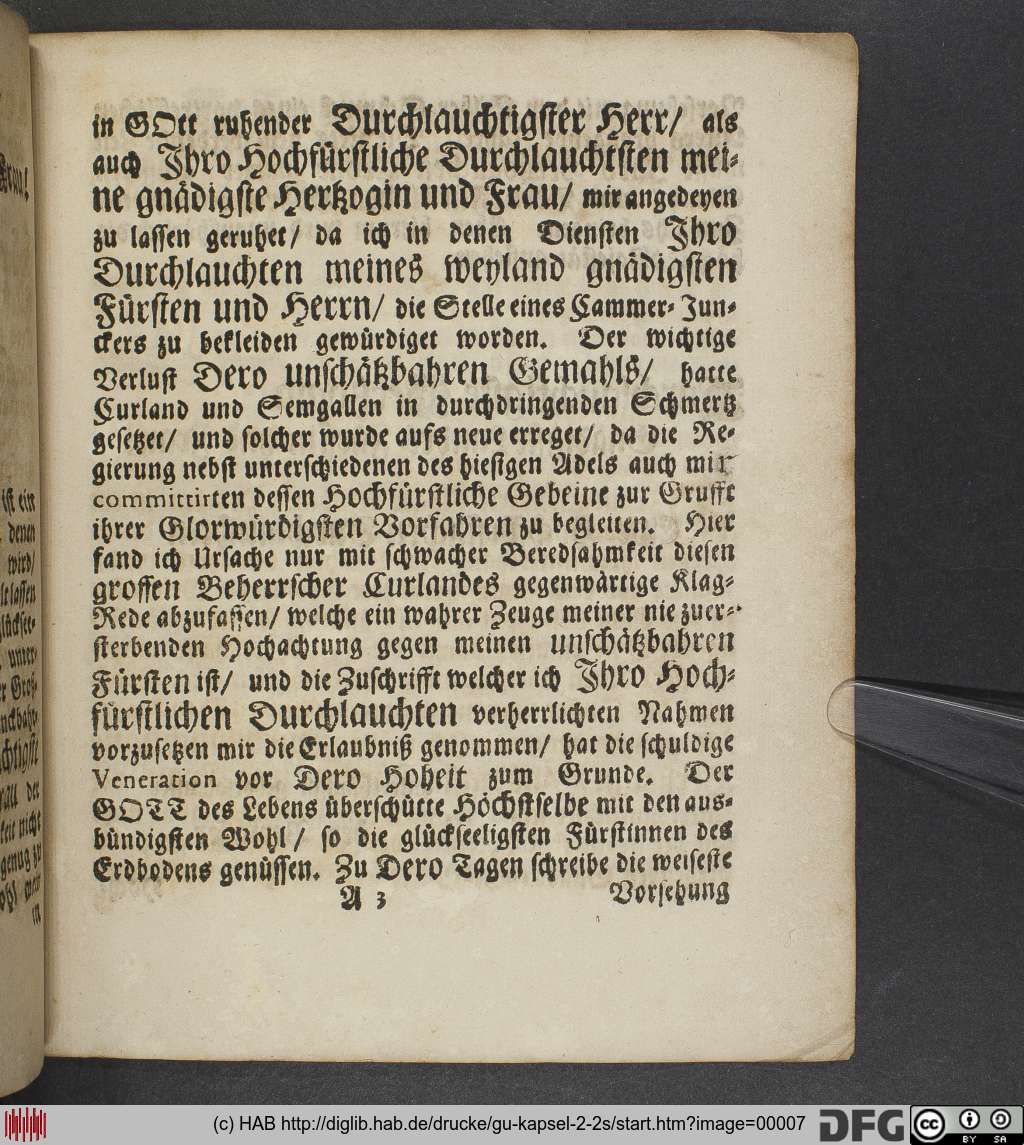 in GOtt ruhender Durchlauchtigster Herr/ als
auch Jhro Hochfürstliche Durchlauchtsten mei-
ne gnädigste Hertzogin und Frau/ mir angedeyen
zu lassen geruhet/ da ich in denen Diensten Jhro
Durchlauchten meines weyland gnädigsten
Fürsten und Herrn/ die Stelle eines Cammer-Jun-
ckers zu bekleiden gewürdiget worden. Der wichtige
Verlust Dero unschätzbahren Gemahls/ hatte
Curland und Semgallen in durchdringenden Schmertz
gesetzet/ und solcher wurde aufs neue erreget/ da die Re-
gierung nebst unterschiedenen des hiesigen Adels auch mir
committirten dessen Hochfürstliche Gebeine zur Grufft
ihrer Glorwürdigsten Vorfahren zu begleiten. Hier
fand ich Ursache nur mit schwacher Beredsahmkeit diesen
grossen Beherrscher Curlandes gegenwärtige Klag-
Rede abzufassen/ welche ein wahrer Zeuge meiner nie zuer-
sterbenden Hochachtung gegen meinen unschätzbahren
Fürsten ist/ und die Zuschrifft welcher ich Jhro Hoch-
fürstlichen Durchlauchten verherrlichten Nahmen
vorzusetzen mir die Erlaubniß genommen/ hat die schuldige
Veneration vor Dero Hoheit zum Grunde. Der
GOTT des Lebens überschütte Höchstselbe mit den aus-
bündigsten Wohl/ so die glückseeligsten Fürstinnen des
Erdbodens genüssen. Zu Dero Tagen schreibe die weiseste
A 3 Vorsehung
ist ein
denen
wird/
unter-
in
(c) HAB http://diglib.hab.de/drucke/gu-kapsel-2-2s/start.htm?image=00007
DFG cc BY SA